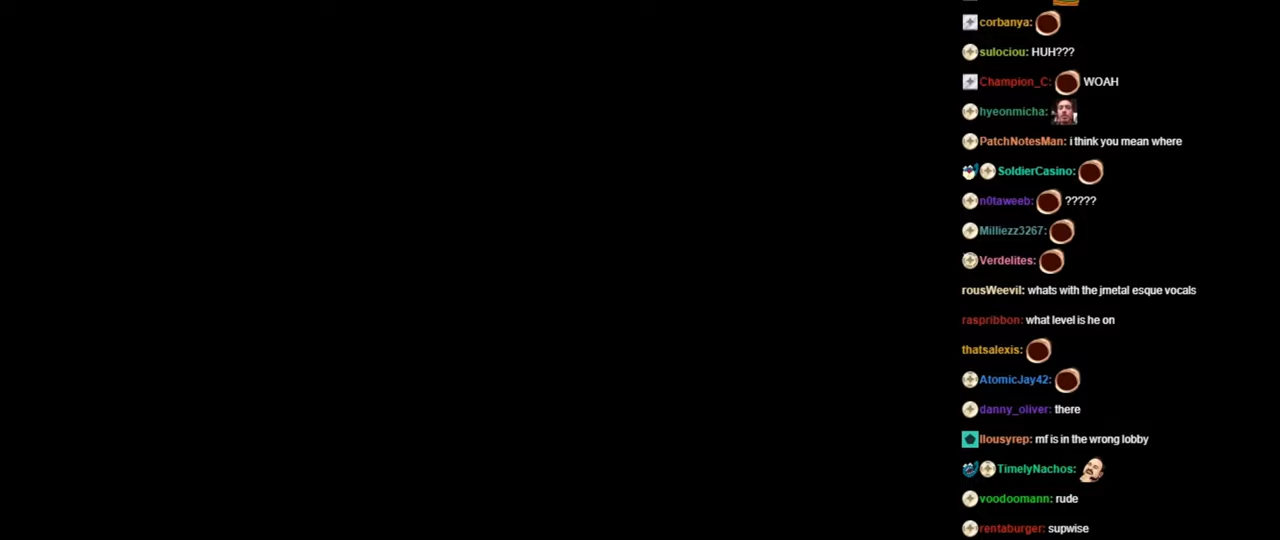 corbanya:
sulociou: HUH???
Champion_C: WOAH
hyeonmicha:
PatchNotesMan: i think you mean where
SoldierCasino:
n0taweeb: ?????
Milliezz3267:
Verdelites:
rousWeevil: whats with the jmetal esque vocals
raspribbon: what level is he on
thatsalexis:
AtomicJay42:
danny_oliver: there
llousyrep: mf is in the wrong lobby
TimelyNachos:
voodoomann: rude
rentaburger: supwise